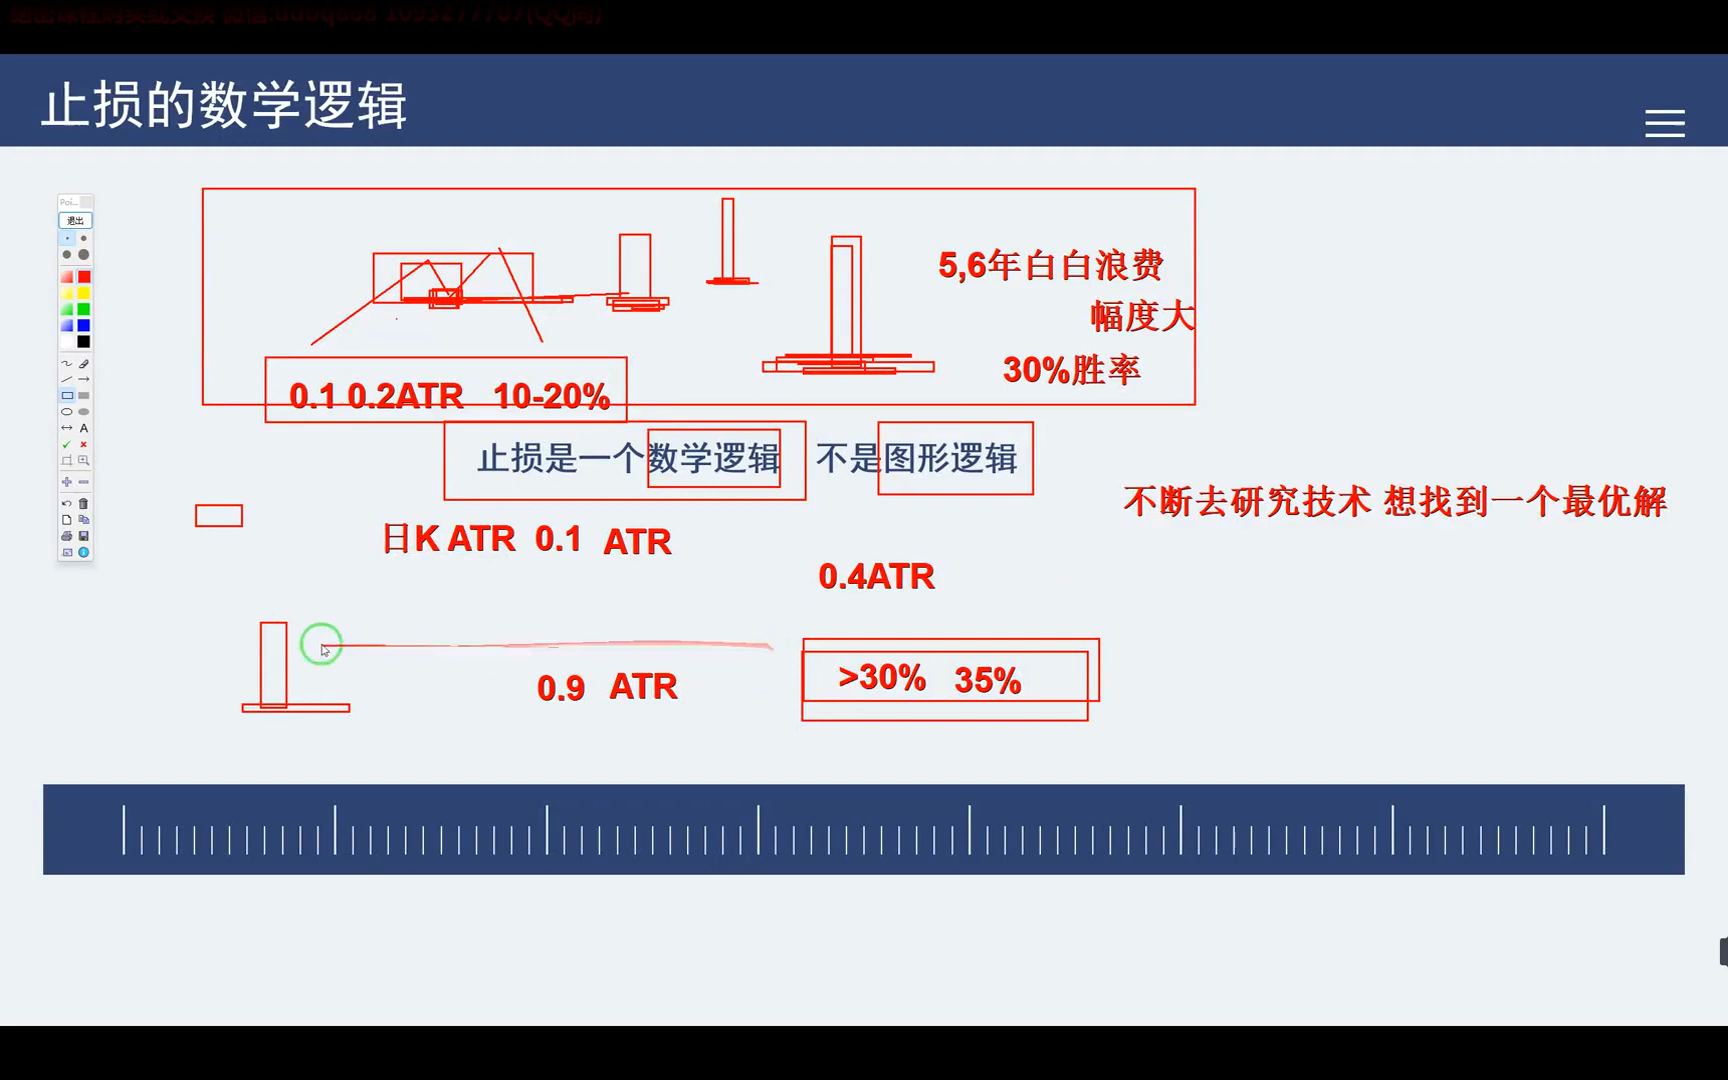 止损的数学逻辑
Poi...
退出
5,6年白白浪费
幅度大
30%胜率
0.1 0.2ATR 10-20%
止损是一个数学逻辑 不是图形逻辑
不断去研究技术 想找到一个最优解
日K ATR 0.1 ATR
0.4ATR
0.9 ATR
>30% 35%